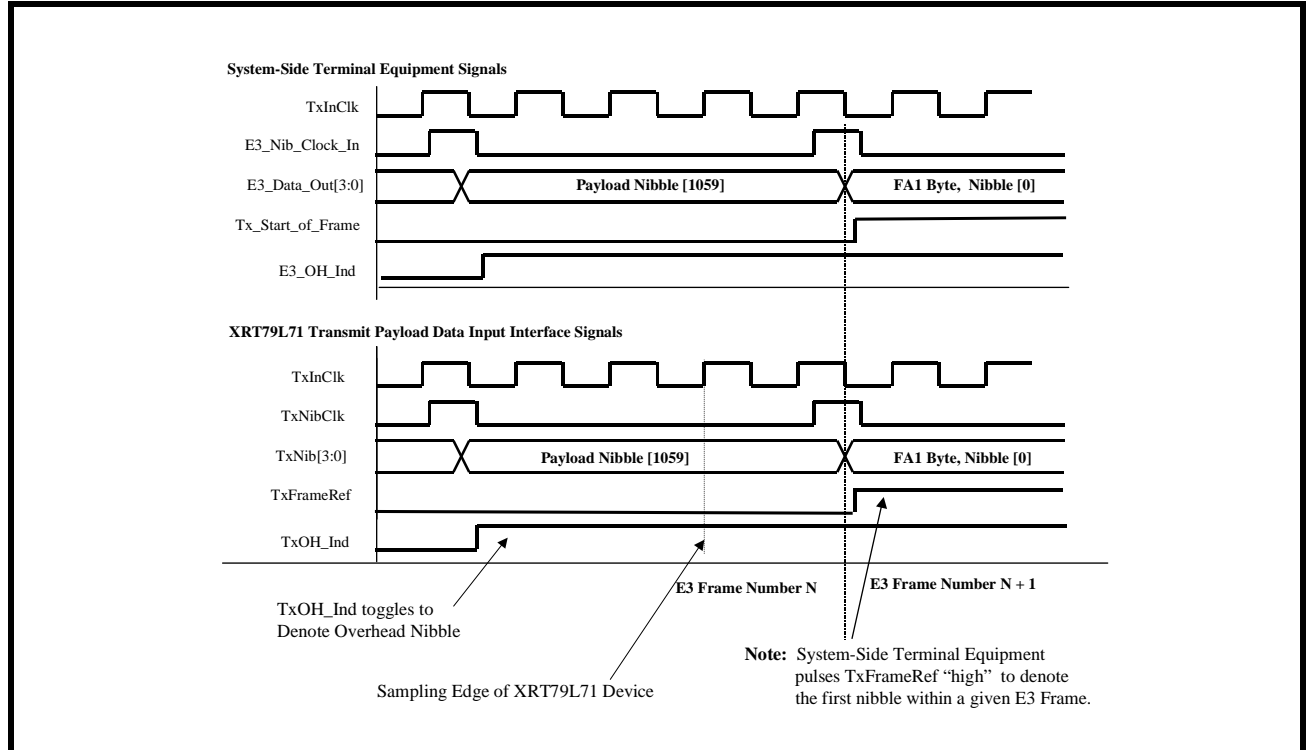 System-Side Terminal Equipment Signals
TxInClk
E3_Nib_Clock_In
E3_Data_Out[3:0]
Payload Nibble [1059]
FA1 Byte, Nibble [0]
Tx_Start_of_Frame
E3_OH_Ind
XRT79L71 Transmit Payload Data Input Interface Signals
TxInClk
TxNibClk
TxNib[3:0]
Payload Nibble [1059]
FA1 Byte, Nibble [0]
TxFrameRef
TxOH_Ind
E3 Frame Number N
E3 Frame Number N + 1
TxOH_Ind toggles to
Denote Overhead Nibble
Sampling Edge of XRT79L71 Device
Note: System-Side Terminal Equipment
pulses TxFrameRef “high” to denote
the first nibble within a given E3 Frame.